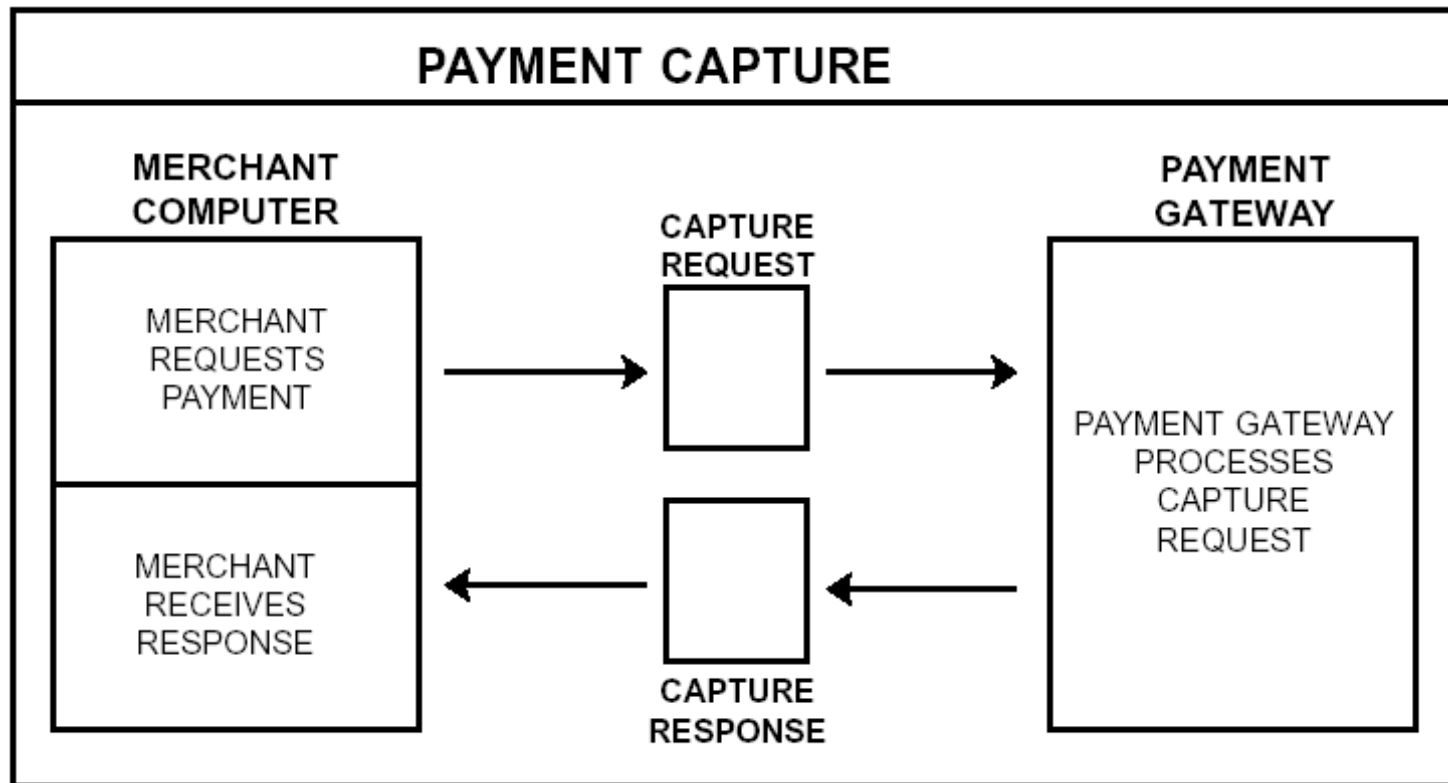 PAYMENT CAPTURE
MERCHANT
COMPUTER
MERCHANT
REQUESTS
PAYMENT
MERCHANT
RECEIVES
RESPONSE
CAPTURE
REQUEST
CAPTURE
RESPONSE
PAYMENT
GATEWAY
PAYMENT GATEWAY
PROCESSES
CAPTURE
REQUEST